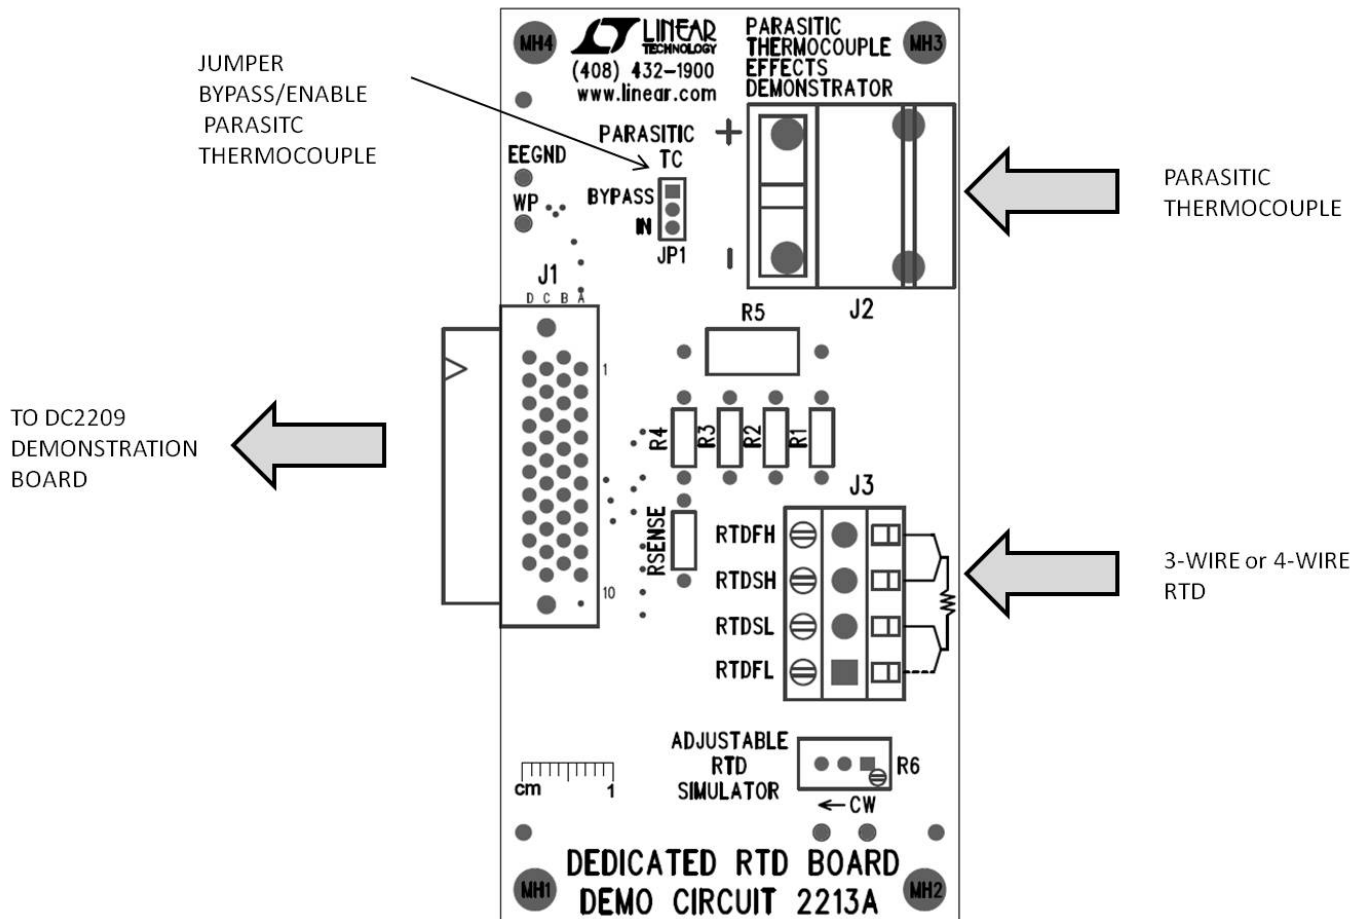 JUMPER
BYPASS/ENABLE
PARASITC
THERMOCOUPLE
MH4
LINEAR
TECHNOLOGY
(408) 432-1900
www.linear.com
PARASITIC
THERMOCOUPLE
EFFECTS
DEMONSTRATOR
MH3
PARASITIC
TC
BYPASS
IN
JP1
EEGND
WP
+
-
J2
PARASITIC
THERMOCOUPLE
J1
D C B A
1
10
TO DC2209
DEMONSTRATION
BOARD
R5
R4
R3
R2
R1
RSENSE
J3
RTDFH
RTDSH
RTDSL
RTDFL
3-WIRE or 4-WIRE
RTD
ADJUSTABLE
RTD
SIMULATOR
R6
←CW
cm 1
DEDICATED RTD BOARD
DEMO CIRCUIT 2213A
MH1
MH2